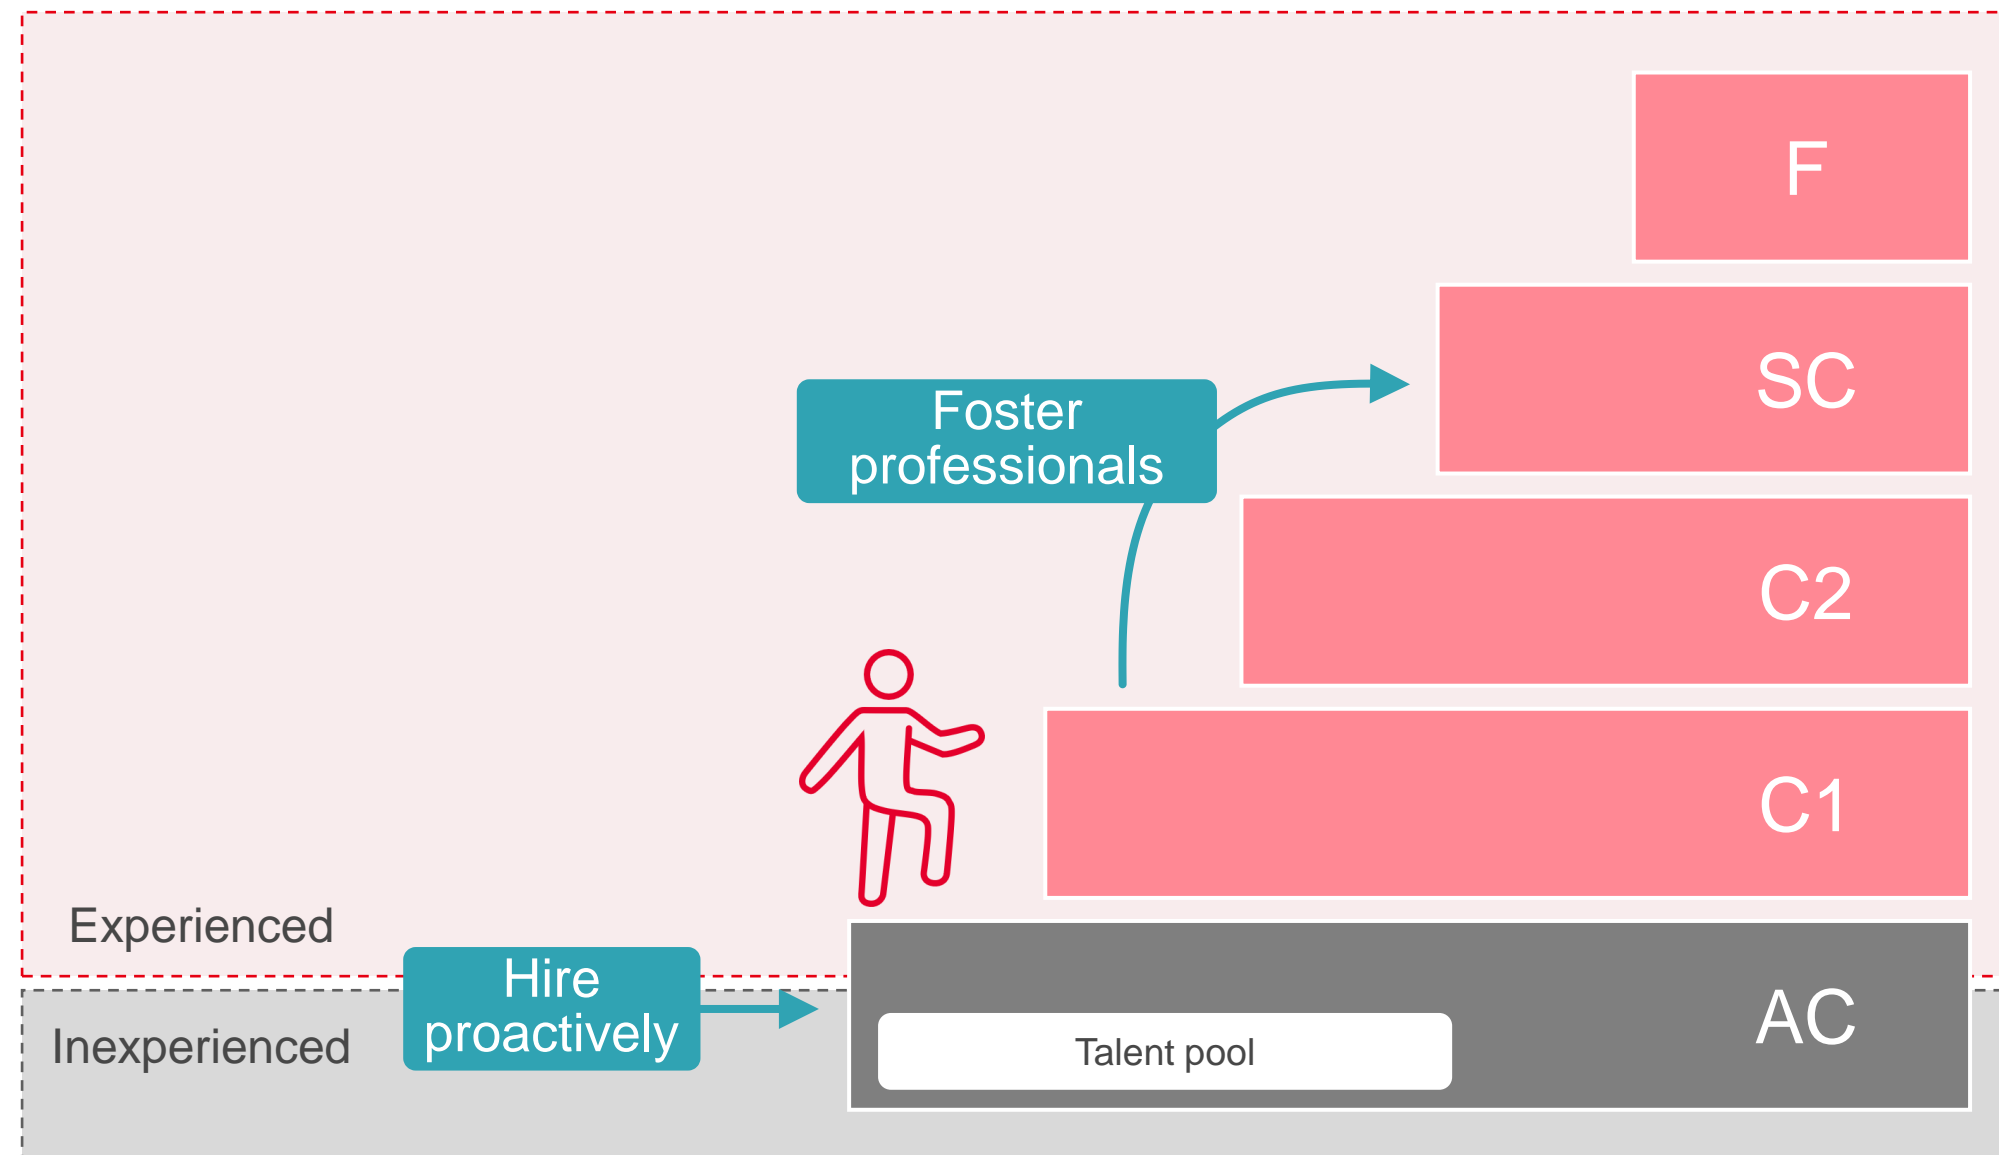 F
SC
Foster
professionals
C2
C1
Experienced
Hire
proactively
Inexperienced
AC
Talent pool